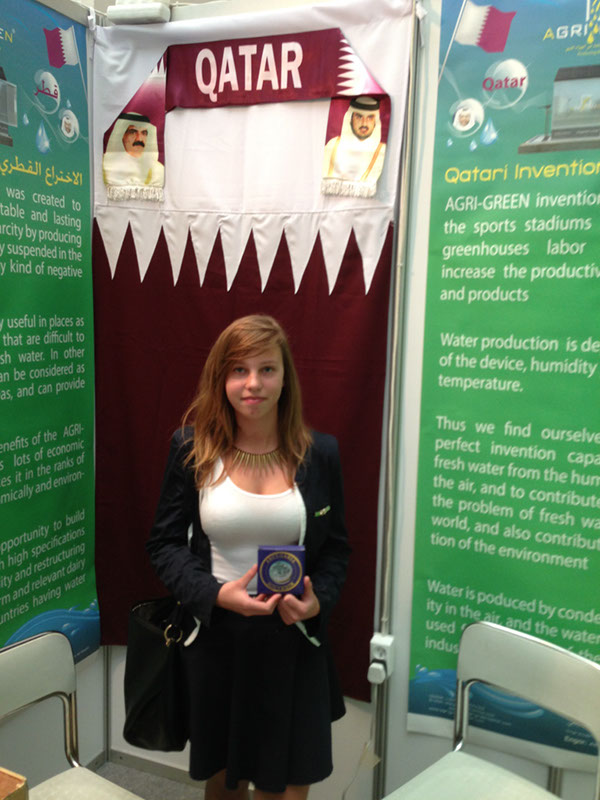 GREEN
قطر
الاختراع القطري
was created to
table and lasting
arcity by producing
y suspended in the
y kind of negative
y useful in places as
that are difficult to
esh water. In other
an be considered as
as, and can provide
enefits of the AGRI-
s lots of economic
es it in the ranks of
mically and environ-
opportunity to build
h high specifications
ity and restructuring
rm and relevant dairy
untries having water
QATAR
AGRI
Qatar
Qatari Invention
AGRI-GREEN invention
the sports stadiums
greenhouses labor
increase the productiv
and products
Water production is de
of the device, humidity
temperature.
Thus we find ourselve
perfect invention capa
fresh water from the hum
the air, and to contribute
the problem of fresh wa
world, and also contribut
tion of the environment
Water is poduced by conde
ity in the air, and the water
used
indus